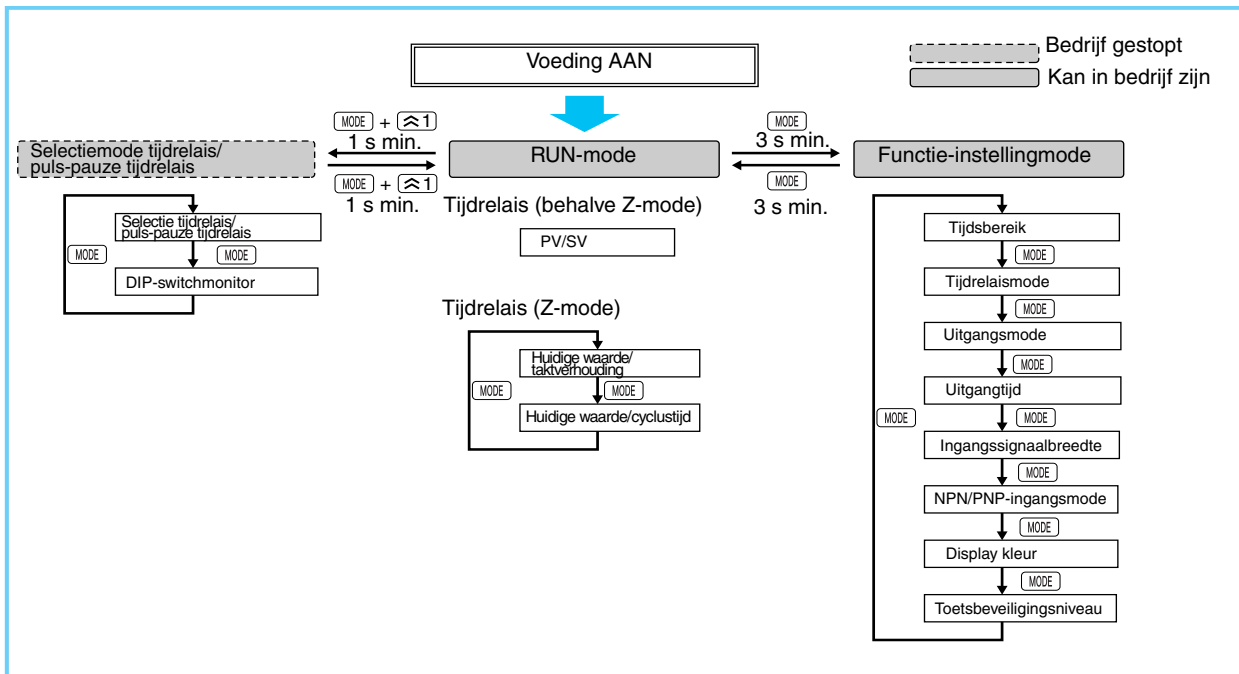 Voeding AAN
Bedrijf gestopt
Kan in bedrijf zijn
MODE + 1
1 s min.
MODE
3 s min.
Selectiemode tijdrelais/
puls-pauze tijdrelais
RUN-mode
Functie-instellingmode
MODE + 1
1 s min.
MODE
3 s min.
Selectie tijdrelais/
puls-pauze tijdrelais
MODE
MODE
DIP-switchmonitor
Tijdrelais (behalve Z-mode)
PV/SV
Tijdrelais (Z-mode)
Huidige waarde/
taktverhouding
MODE
MODE
Huidige waarde/cyclustijd
Tijdsbereik
MODE
Tijdrelaismode
MODE
Uitgangsmode
MODE
Uitgangtijd
MODE
MODE
Ingangssignaalbreedte
MODE
NPN/PNP-ingangsmode
MODE
Display kleur
MODE
Toetsbeveiligingsniveau